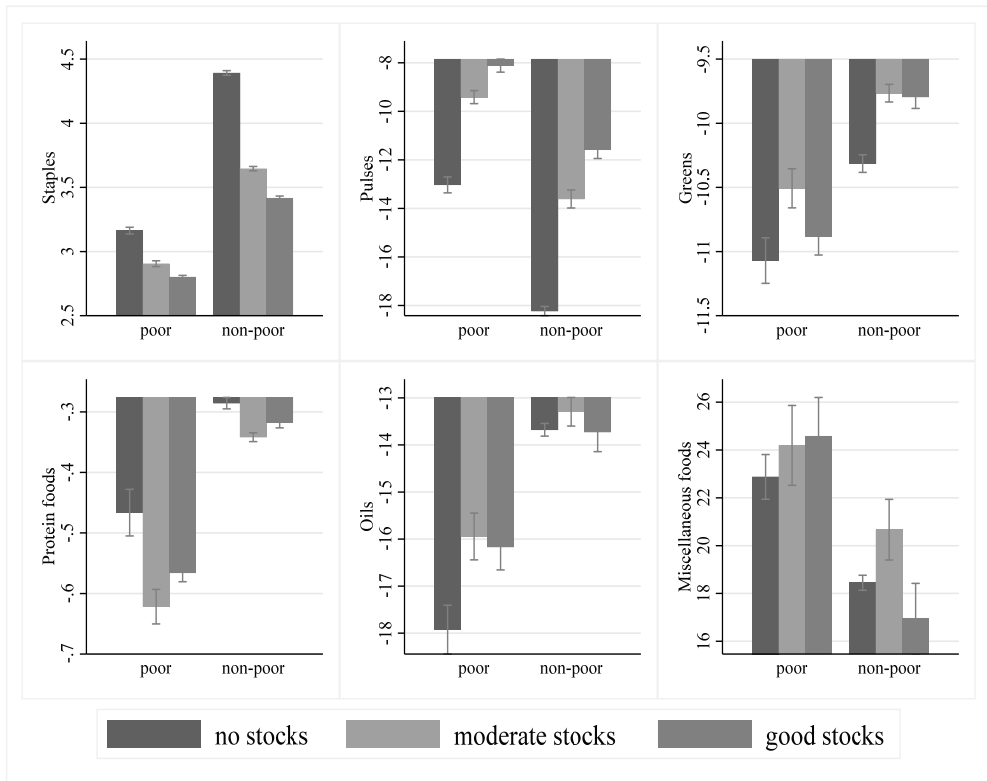 Staples
4.5
4
3.5
3
2.5
poor non-poor
Pulses
-8
-10
-12
-14
-16
-18
poor non-poor
Greens
-9.5
-10
-10.5
-11
-11.5
poor non-poor
Protein foods
-.3
-.4
-.5
-.6
-.7
poor non-poor
Oils
-13
-14
-15
-16
-17
-18
poor non-poor
Miscellaneous foods
26
24
22
20
18
16
poor non-poor
no stocks moderate stocks good stocks